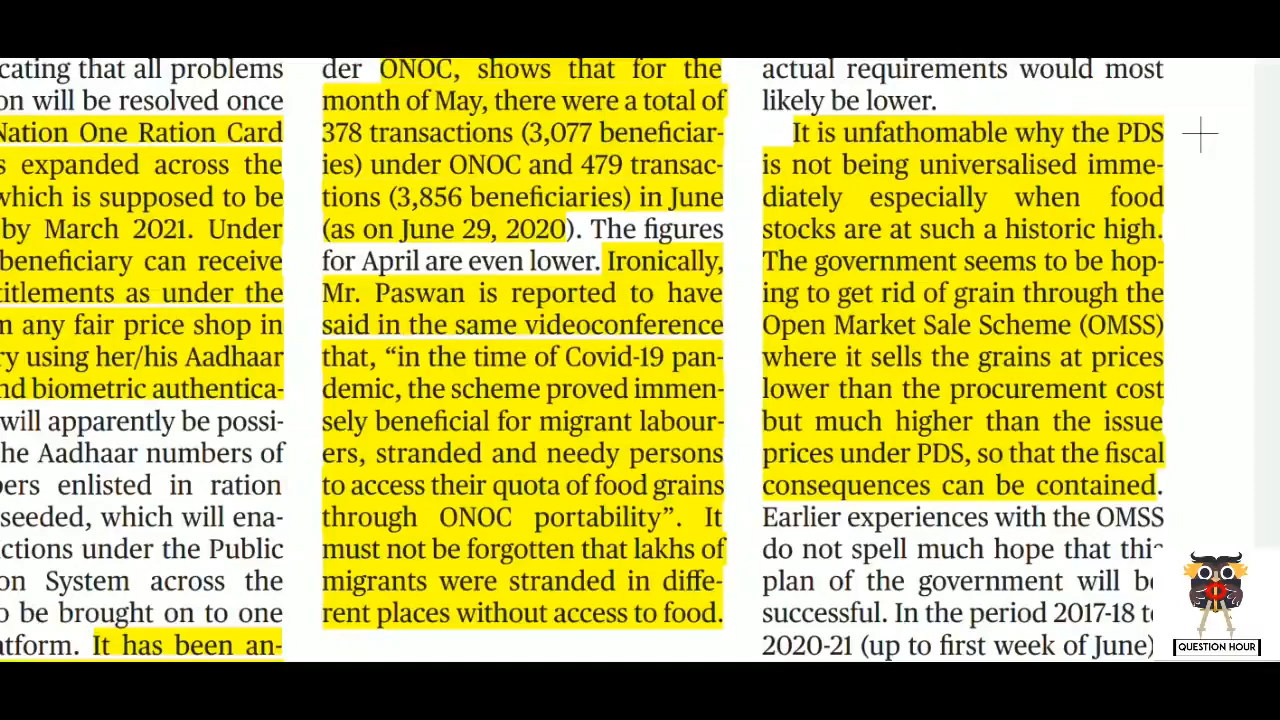 cating that all problems
on will be resolved once
Nation One Ration Card
s expanded across the
which is supposed to be
by March 2021. Under
beneficiary can receive
titlements as under the
m any fair price shop in
ry using her/his Aadhaar
nd biometric authentica-
will apparently be possi-
he Aadhaar numbers of
bers enlisted in ration
seeded, which will ena-
ctions under the Public
on System across the
o be brought on to one
atform. It has been an-
der ONOC, shows that for the
month of May, there were a total of
378 transactions (3,077 beneficiar-
ies) under ONOC and 479 transac-
tions (3,856 beneficiaries) in June
(as on June 29, 2020). The figures
for April are even lower. Ironically,
Mr. Paswan is reported to have
said in the same videoconference
that, “in the time of Covid-19 pan-
demic, the scheme proved immen-
sely beneficial for migrant labour-
ers, stranded and needy persons
to access their quota of food grains
through ONOC portability”. It
must not be forgotten that lakhs of
migrants were stranded in diffe-
rent places without access to food.
actual requirements would most
likely be lower.
It is unfathomable why the PDS
is not being universalised imme-
diately especially when food
stocks are at such a historic high.
The government seems to be hop-
ing to get rid of grain through the
Open Market Sale Scheme (OMSS)
where it sells the grains at prices
lower than the procurement cost
but much higher than the issue
prices under PDS, so that the fiscal
consequences can be contained.
Earlier experiences with the OMSS
do not spell much hope that this
plan of the government will be
successful. In the period 2017-18 to
2020-21 (up to first week of June)
QUESTION HOUR